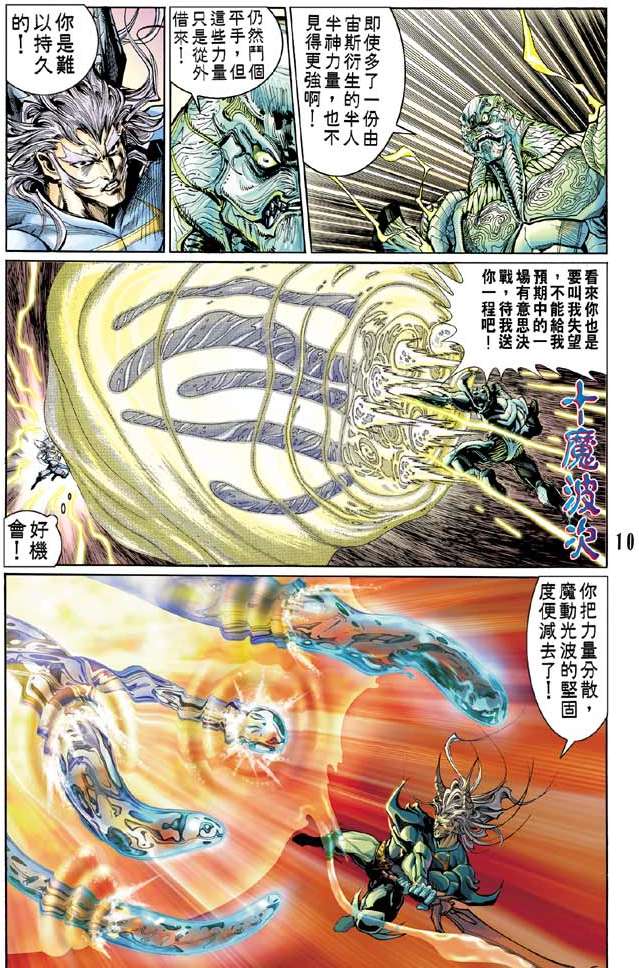 即使多了一份由
宙斯衍生的半人
半神力量，也不
見得更強啊！
仍然鬥個
平手，但
這些力量
只是從外
借來！
你是難
以持久
的！
看來你也是
要叫我失望
，不能給我
預期中的一
場有意思決
戰，待我送
你一程吧！
十魔波次
好機
會！
10
你把力量分散，
魔動光波的堅固
度便減去了！